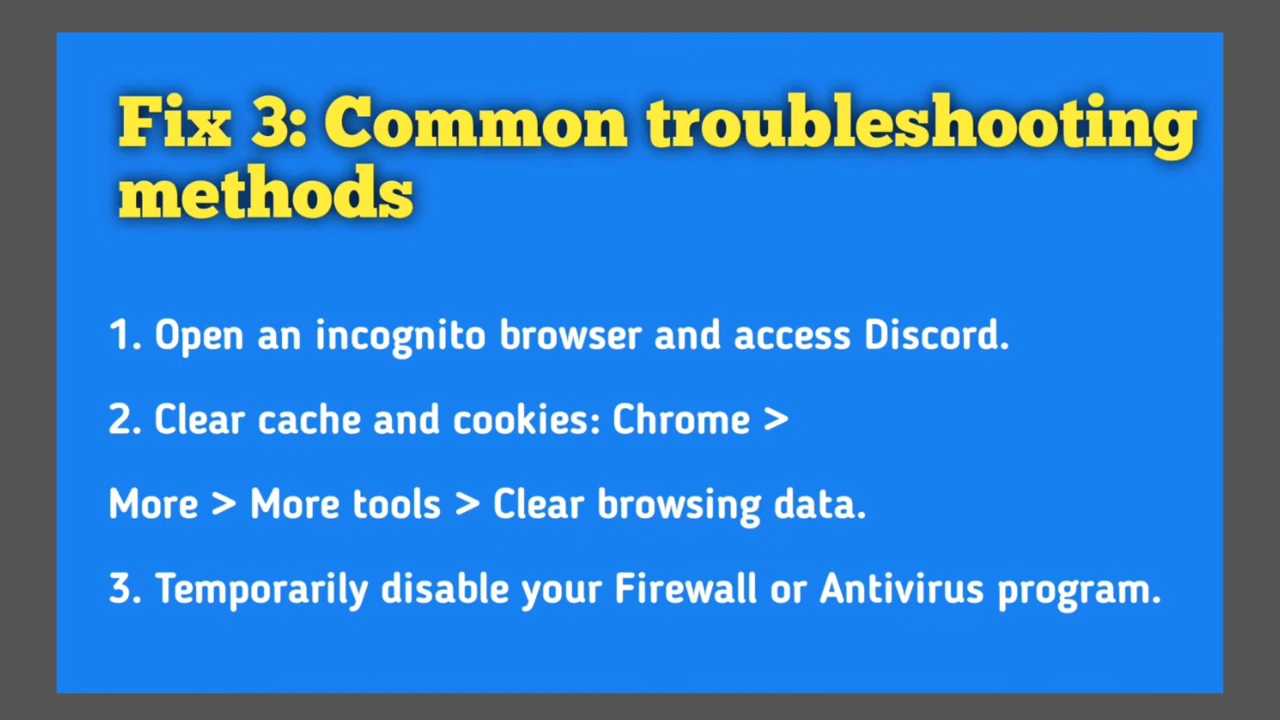 Fix 3: Common troubleshooting
methods
1. Open an incognito browser and access Discord.
2. Clear cache and cookies: Chrome >
More > More tools > Clear browsing data.
3. Temporarily disable your Firewall or Antivirus program.